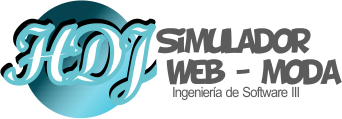 HDJ
SIMULADOR
WEB - MODA
Ingeniería de Software III